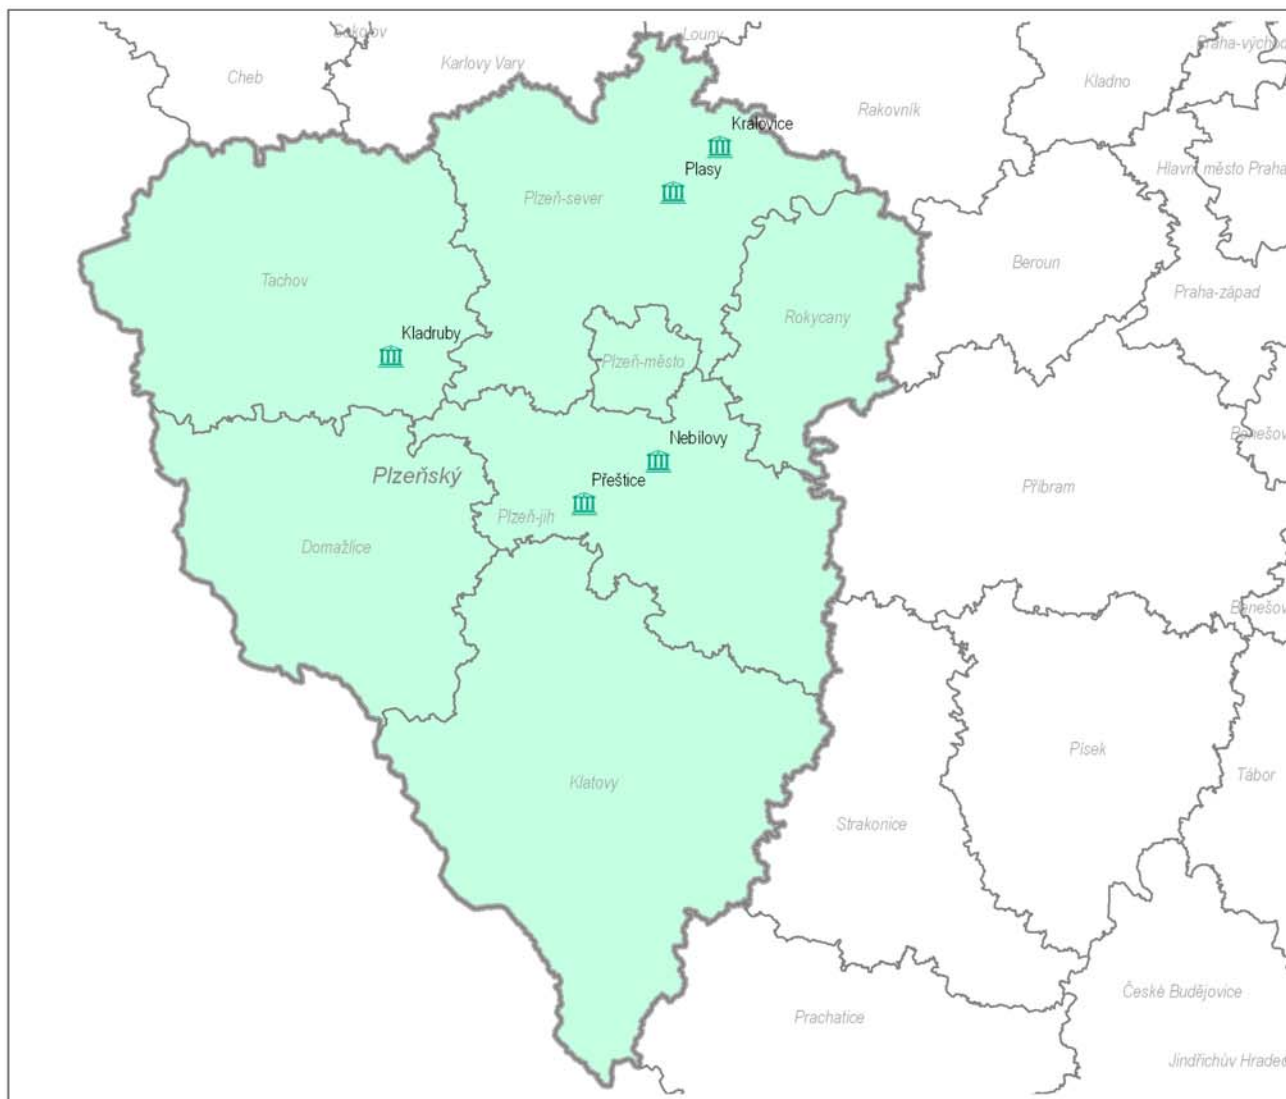 Sokolov
Louny
Praha-východ
Cheb
Karlovy Vary
Kladno
Rakovník
Kralovice
Plasy
Hlavní město Praha
Plzeň-sever
Beroun
Tachov
Praha-západ
Rokycany
Kladruby
Plzeň-město
Nebílovy
Benešov
Plzeňský
Přeštice
Příbram
Plzeň-jih
Domažlice
Benešov
Písek
Tábor
Klatovy
Strakonice
České Budějovice
Prachatice
Jindřichův Hradec